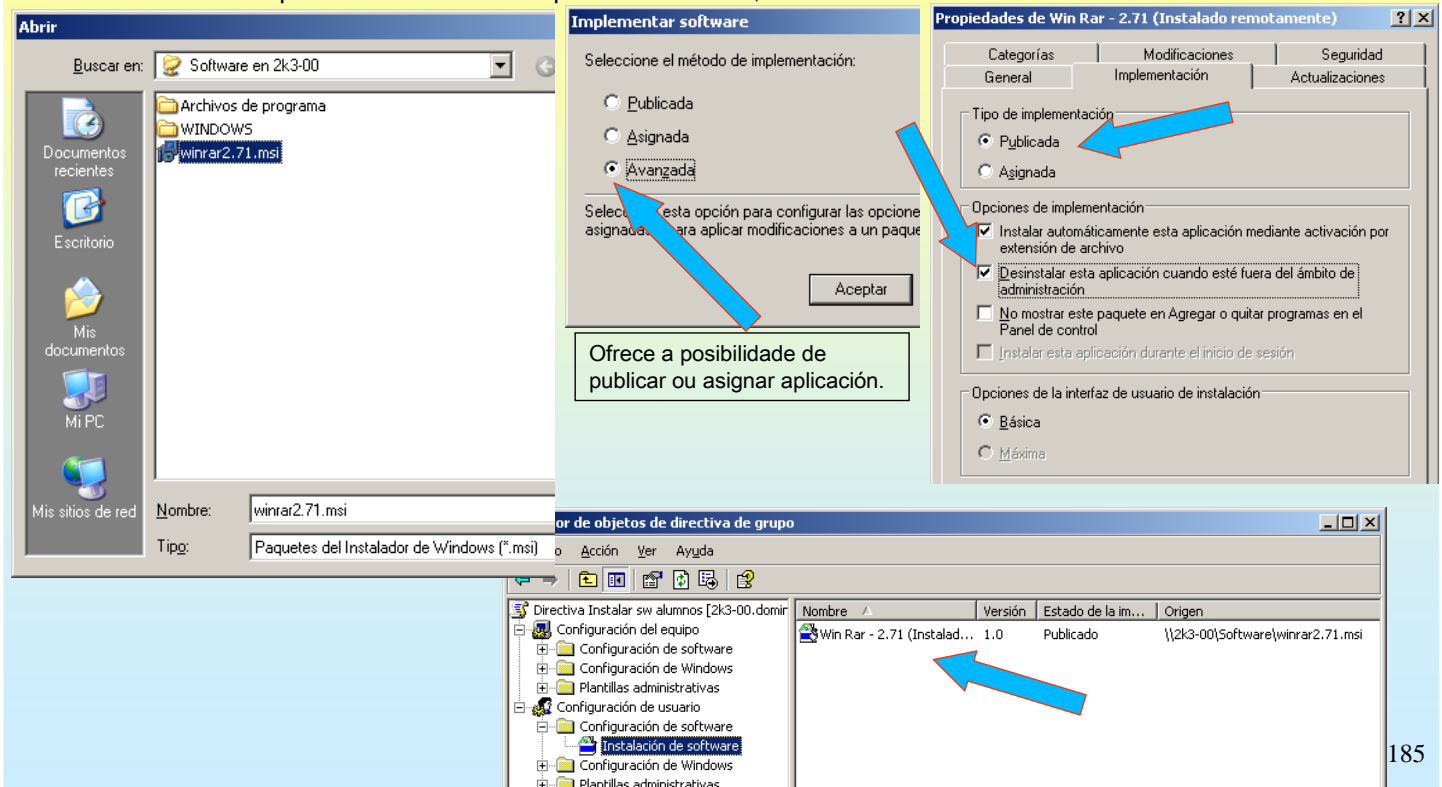 Abrir
Buscar en:
Software en 2k3-00
Archivos de programa
WINDOWS
winrar2.71.msi
Documentos
recientes
Escritorio
Mis
documentos
Mi PC
Mis sitios de red
Nombre:
winrar2.71.msi
Tipo:
Paquetes del Instalador de Windows (*.msi)
Implementar software
Seleccione el método de implementación:
Publicada
Asignada
Avanzada
esta opción para configurar las opcione
asignadas para aplicar modificaciones a un paque
Aceptar
Ofrece a posibilidade de
publicar ou asignar aplicación.
Propiedades de Win Rar - 2.71 (Instalado remotamente)
Categorías
Modificaciones
Seguridad
General
Implementación
Actualizaciones
Tipo de implementación
Publicada
Asignada
Opciones de implementación
Instalar automáticamente esta aplicación mediante activación por
extensión de archivo
Desinstalar esta aplicación cuando esté fuera del ámbito de
administración
No mostrar este paquete en Agregar o quitar programas en el
Panel de control
Instalar esta aplicación durante el inicio de sesión
Opciones de la interfaz de usuario de instalación
Básica
Máxima
or de objetos de directiva de grupo
o Acción Ver Ayuda
Directiva Instalar sw alumnos [2k3-00.domin
Configuración del equipo
Configuración de software
Configuración de Windows
Plantillas administrativas
Configuración de usuario
Configuración de software
Instalación de software
Configuración de Windows
Plantillas administrativas
Nombre Versión Estado de la im... Origen
Win Rar - 2.71 (Instalad... 1.0 Publicado \\2k3-00\Software\winrar2.71.msi
185